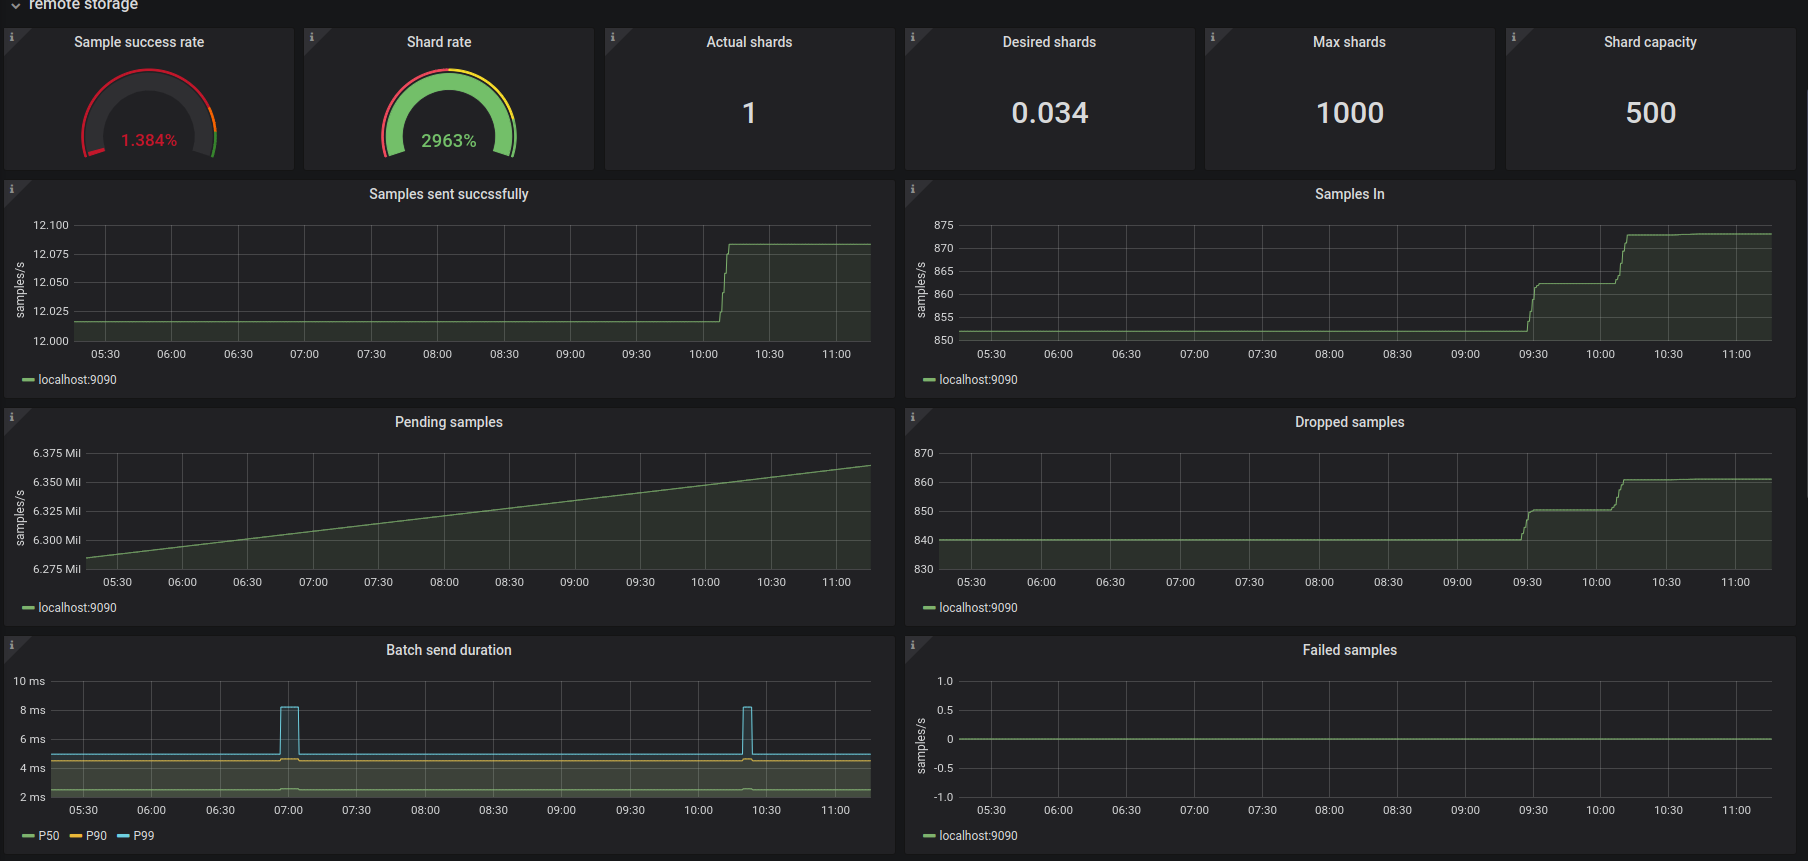 remote storage
Sample success rate
1.384%
Shard rate
2963%
Actual shards
1
Desired shards
0.034
Max shards
1000
Shard capacity
500
Samples sent succssfully
samples/s
12.100
12.075
12.050
12.025
12.000
05:30 06:00 06:30 07:00 07:30 08:00 08:30 09:00 09:30 10:00 10:30 11:00
localhost:9090
Samples In
samples/s
875
870
865
860
855
850
05:30 06:00 06:30 07:00 07:30 08:00 08:30 09:00 09:30 10:00 10:30 11:00
localhost:9090
Pending samples
samples/s
6.375 Mil
6.350 Mil
6.325 Mil
6.300 Mil
6.275 Mil
05:30 06:00 06:30 07:00 07:30 08:00 08:30 09:00 09:30 10:00 10:30 11:00
localhost:9090
Dropped samples
870
860
850
840
830
05:30 06:00 06:30 07:00 07:30 08:00 08:30 09:00 09:30 10:00 10:30 11:00
localhost:9090
Batch send duration
10 ms
8 ms
6 ms
4 ms
2 ms
05:30 06:00 06:30 07:00 07:30 08:00 08:30 09:00 09:30 10:00 10:30 11:00
P50 P90 P99
Failed samples
samples/s
1.0
0.5
0
-0.5
-1.0
05:30 06:00 06:30 07:00 07:30 08:00 08:30 09:00 09:30 10:00 10:30 11:00
localhost:9090